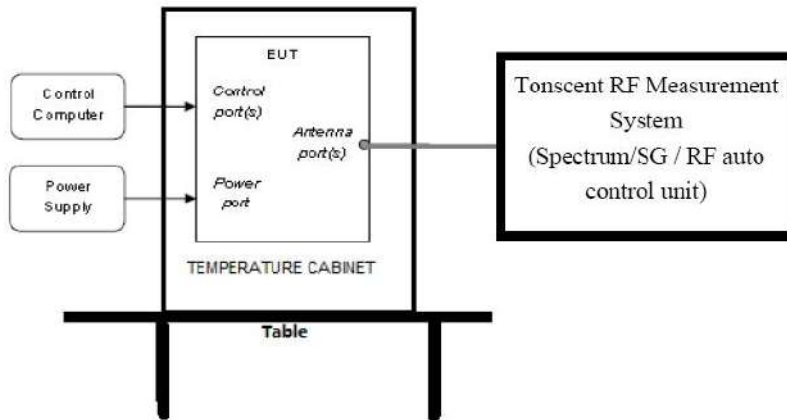 EUT
Control
Computer
Control
port(s)
Antenna
port(s)
Power
Supply
Power
port
TEMPERATURE CABINET
Table
Tonscent RF Measurement
System
(Spectrum/SG / RF auto
control unit)